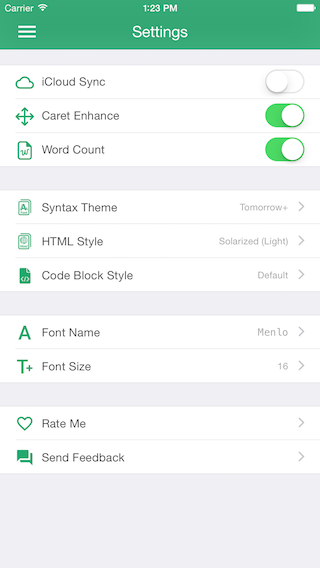 Carrier 1:23 PM
Settings
iCloud Sync
Caret Enhance
Word Count
Syntax Theme Tomorrow+
HTML Style Solarized (Light)
Code Block Style Default
A Font Name Menlo
T+ Font Size 16
Rate Me
Send Feedback